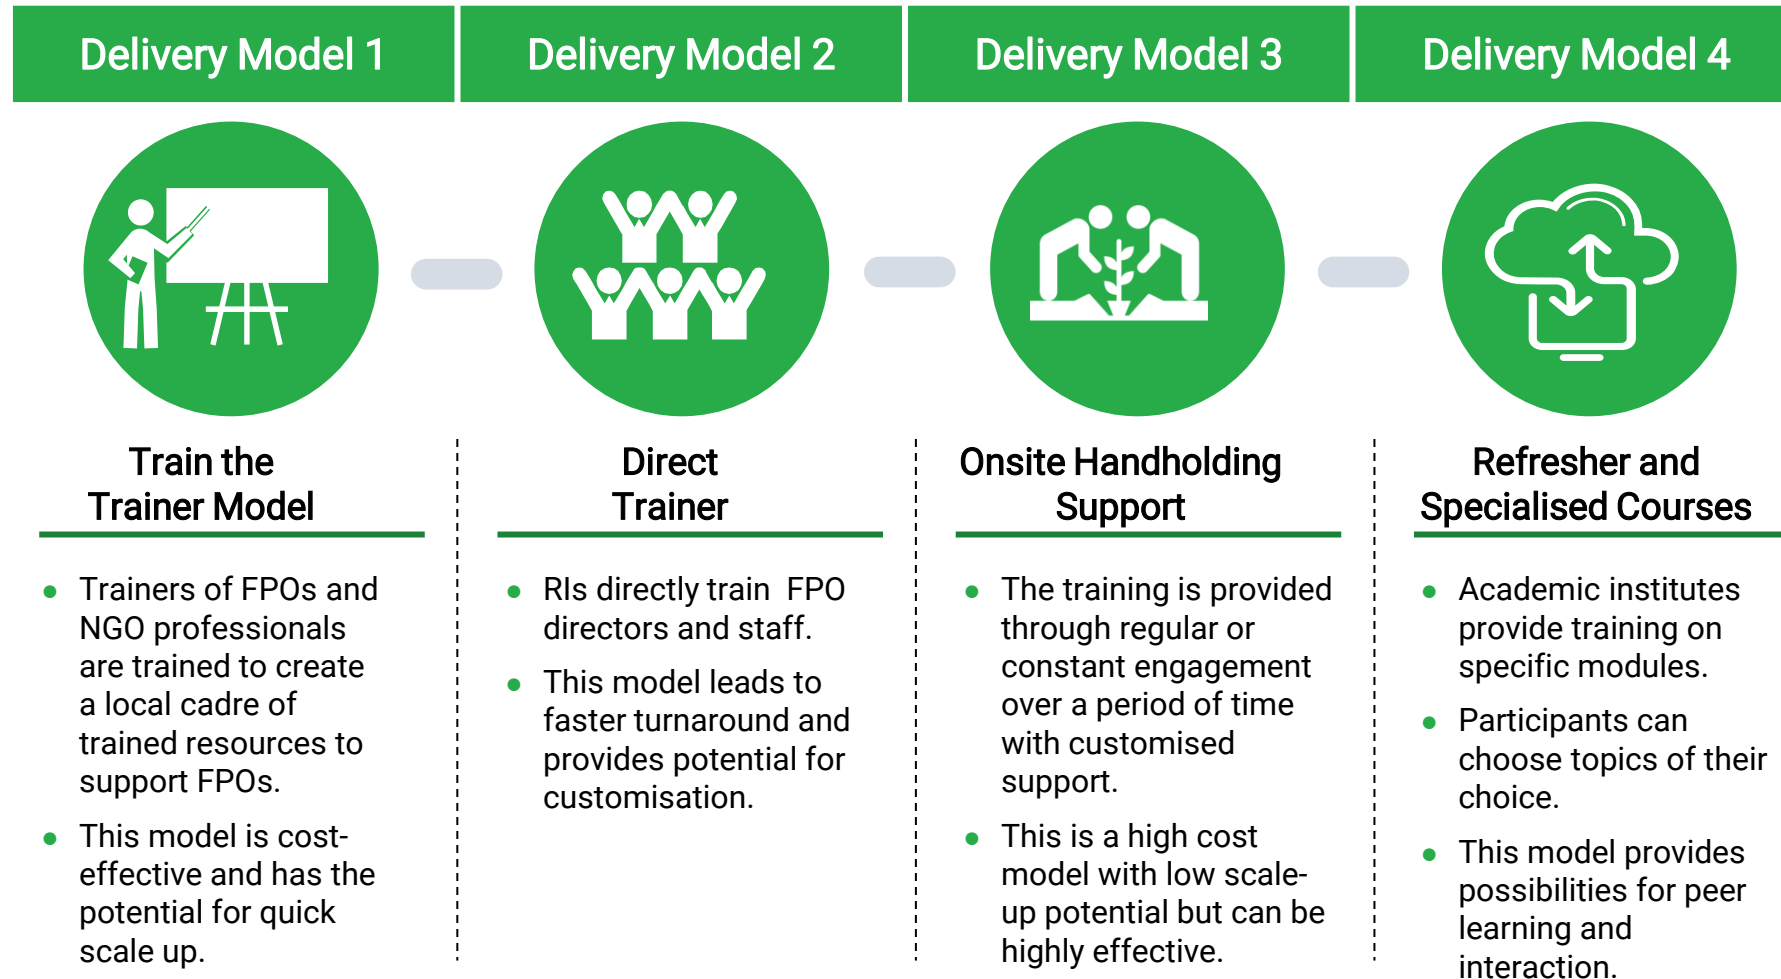 Delivery Model 1
Delivery Model 2
Delivery Model 3
Delivery Model 4
Train the
Trainer Model
Trainers of FPOs and
NGO professionals
are trained to create
a local cadre of
trained resources to
support FPOs.
This model is cost-
effective and has the
potential for quick
scale up.
Direct
Trainer
RIs directly train FPO
directors and staff.
This model leads to
faster turnaround and
provides potential for
customisation.
Onsite Handholding
Support
The training is provided
through regular or
constant engagement
over a period of time
with customised
support.
This is a high cost
model with low scale-
up potential but can be
highly effective.
Refresher and
Specialised Courses
Academic institutes
provide training on
specific modules.
Participants can
choose topics of their
choice.
This model provides
possibilities for peer
learning and
interaction.